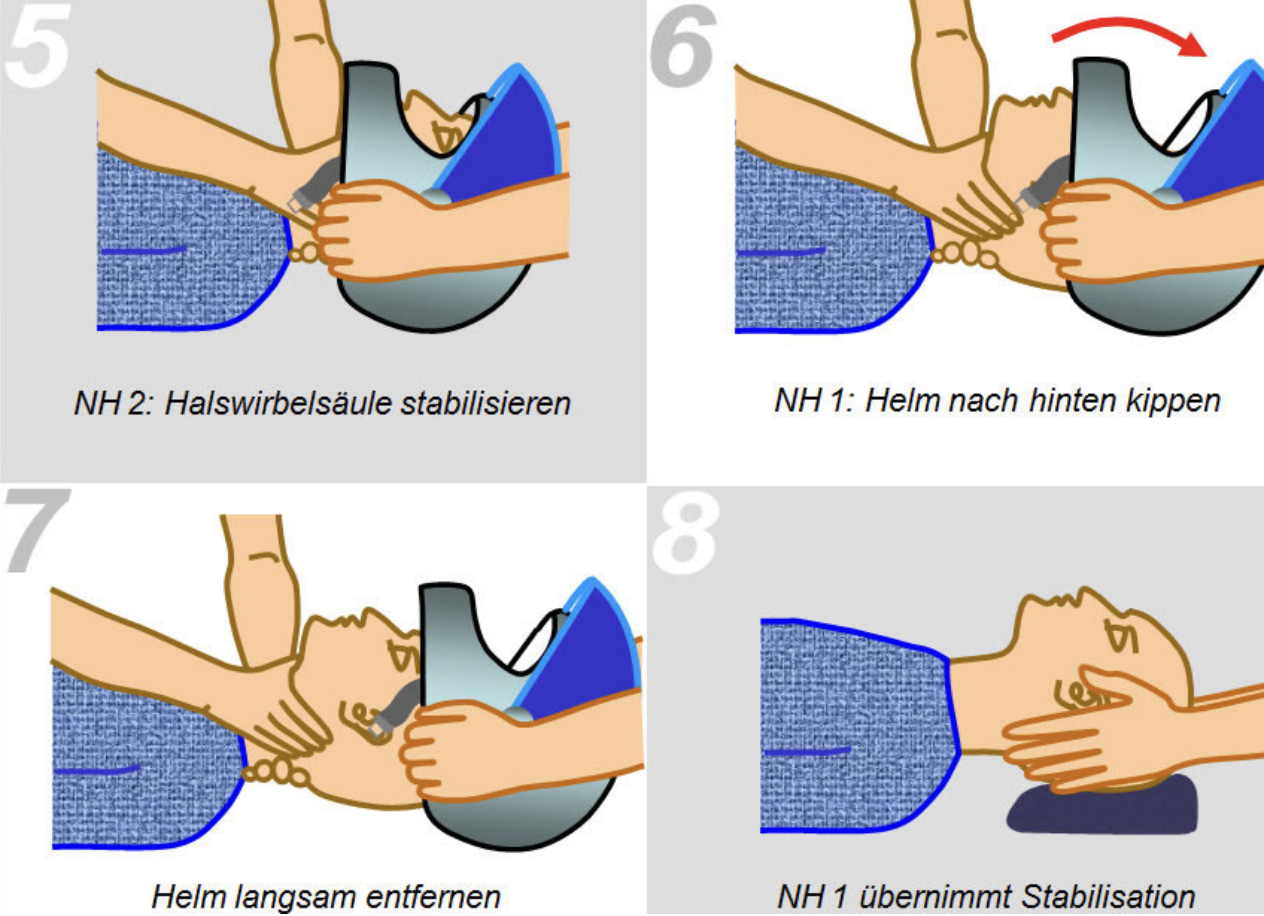 5
NH 2: Halswirbelsäule stabilisieren
6
NH 1: Helm nach hinten kippen
7
Helm langsam entfernen
8
NH 1 übernimmt Stabilisation